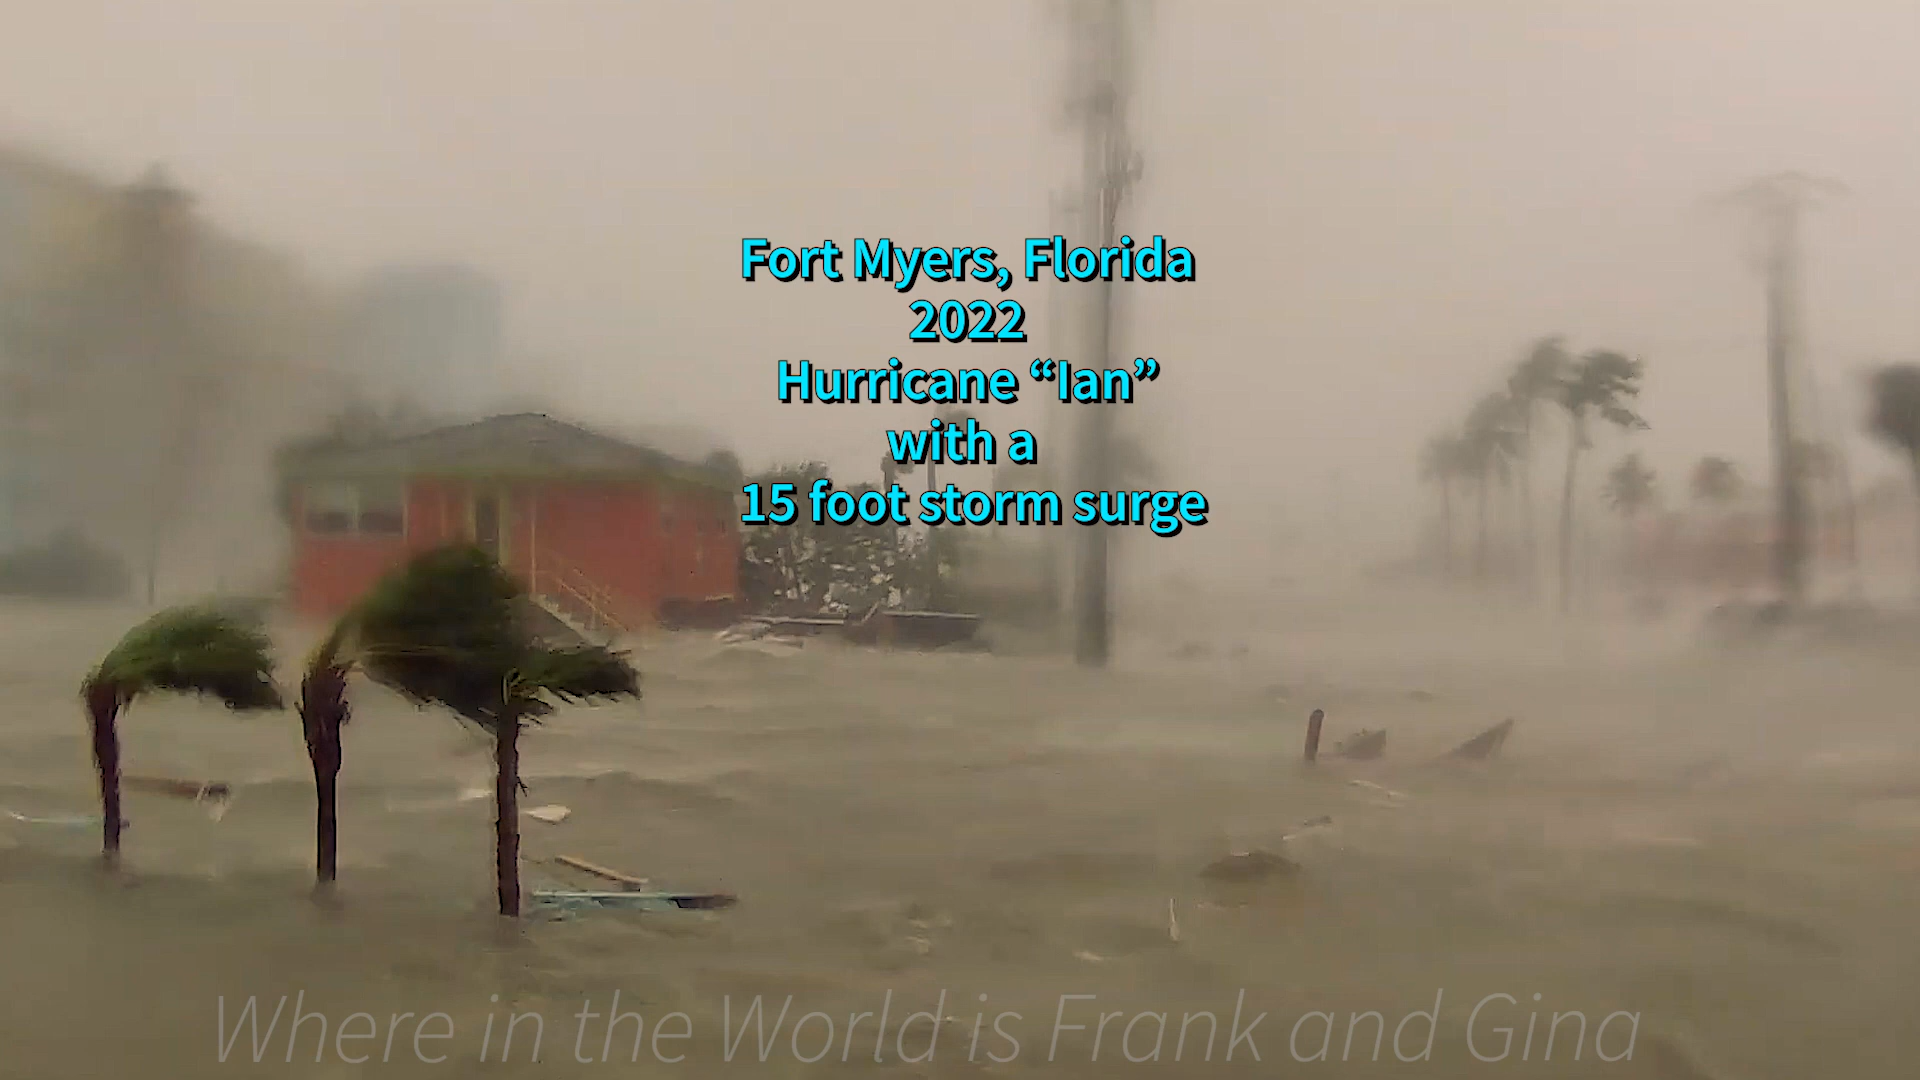 Fort Myers, Florida
2022
Hurricane “Ian”
with a
15 foot storm surge
Where in the World is Frank and Gina